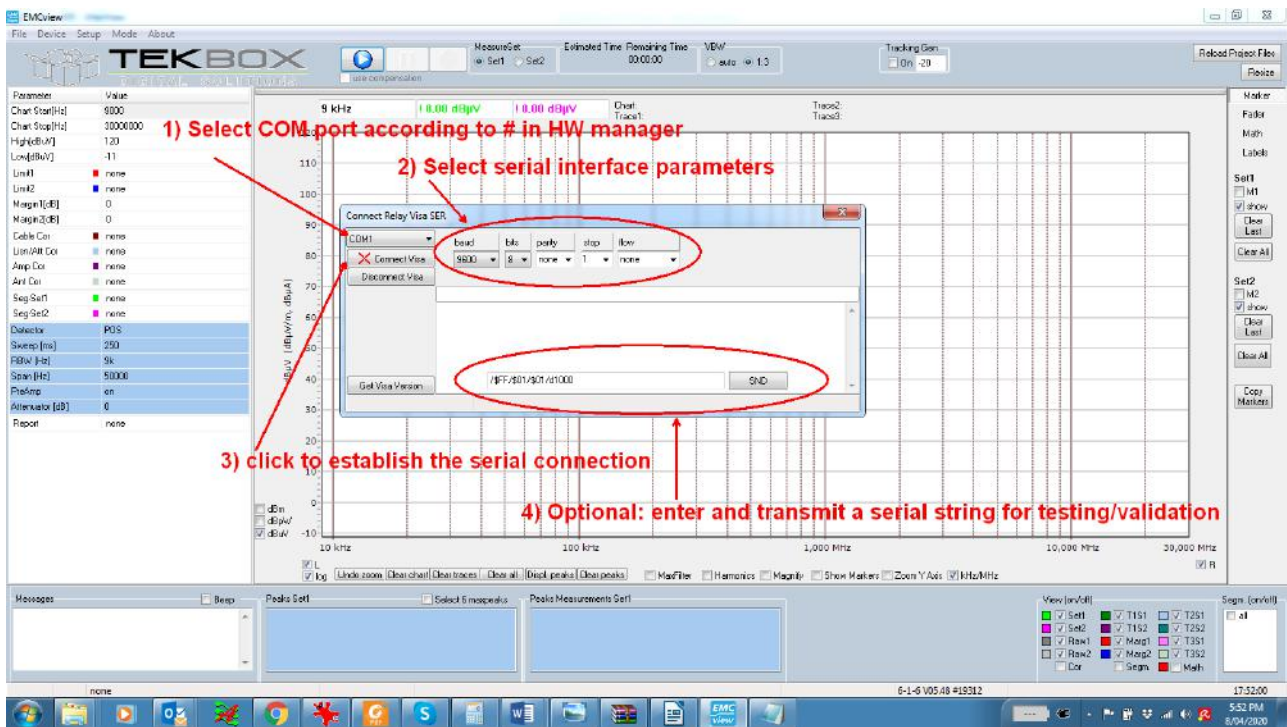 EMCview
File Device Setup Mode About
TEKBOX
DIGITAL SOLUTIONS
use compensation
MeasureSet
Set1 Set2
Estimated Time Remaining Time
00:00:00
VBW
auto 1:3
Tracking Gen
On -20
Reload Project Files
Resize
Parameter Value
Chart Start[Hz] 9000
Chart Stop[Hz] 30000000
High[dBuV] 120
Low[dBuV] -11
Limit1 none
Limit2 none
Margin1[dB] 0
Margin2[dB] 0
Cable Cor none
Lisn/Att Cor none
Amp Cor none
Ant Cor none
Seg-Set1 none
Seg-Set2 none
Detector POS
Sweep [ms] 250
RBW [Hz] 9k
Span [Hz] 50000
PreAmp on
Attenuator [dB] 0
Report none
9 kHz 0.00 dBµV 0.00 dBµV
Chart: Trace2:
Trace1: Trace3:
1) Select COM port according to # in HW manager
2) Select serial interface parameters
Connect Relay Visa SER
COM1
baud bits parity stop flow
9600 8 none 1 none
Connect Visa
Disconnect Visa
/$FF/$01/$01/d1000
SND
Get Visa Version
3) click to establish the serial connection
4) Optional: enter and transmit a serial string for testing/validation
dBµV [dBµV/m, dBµA]
120
110
100
90
80
70
60
50
40
30
20
10
0
-10
dBm
dBpW
dBuV
10 kHz 100 kHz 1,000 MHz 10,000 MHz 30,000 MHz
L
R
log Undo zoom Clear chart Clear traces Clear all Displ. peaks Clear peaks MaxFilter Harmonics Magnify Show Markers Zoom Y Axis kHz/MHz
Marker
Fader
Math
Labels
Set1
M1
show
Clear
Last
Clear All
Set2
M2
show
Clear
Last
Clear All
Copy
Markers
Messages Beep
Peaks Set1 Select 6 maxpeaks
Peaks Measurements Set1
View (on/off)
Set1 T1S1 T2S1
Set2 T1S2 T2S2
Raw1 Marg1 T3S1
Raw2 Marg2 T3S2
Cor Segm Math
Segm (on/off)
all
none
6-1-6 V05.48 #19312
17:52:00
EMC
view
5:52 PM
8/04/2020